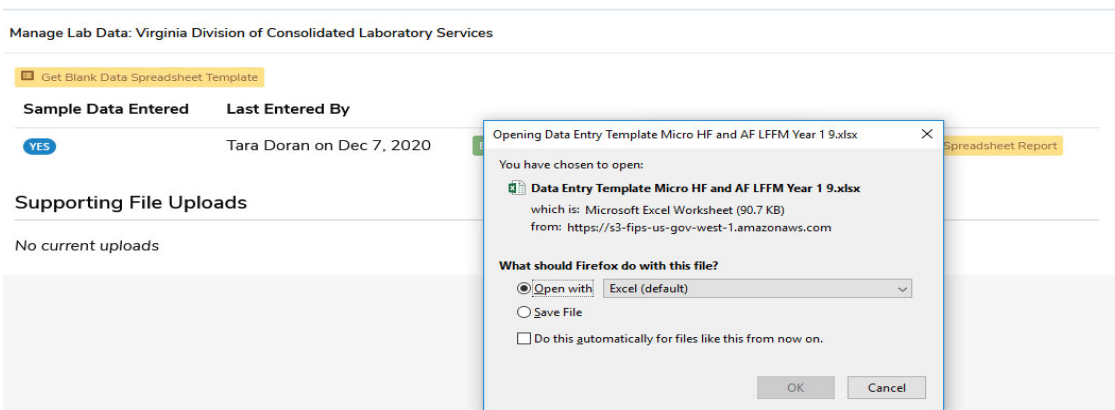 Manage Lab Data: Virginia Division of Consolidated Laboratory Services
Get Blank Data Spreadsheet Template
Sample Data Entered Last Entered By
YES Tara Doran on Dec 7, 2020
Spreadsheet Report
Supporting File Uploads
No current uploads
Opening Data Entry Template Micro HF and AF LFFM Year 1 9.xlsx
You have chosen to open:
Data Entry Template Micro HF and AF LFFM Year 1 9.xlsx
which is: Microsoft Excel Worksheet (90.7 KB)
from: https://s3-fips-us-gov-west-1.amazonaws.com
What should Firefox do with this file?
Open with Excel (default)
Save File
Do this automatically for files like this from now on.
OK Cancel